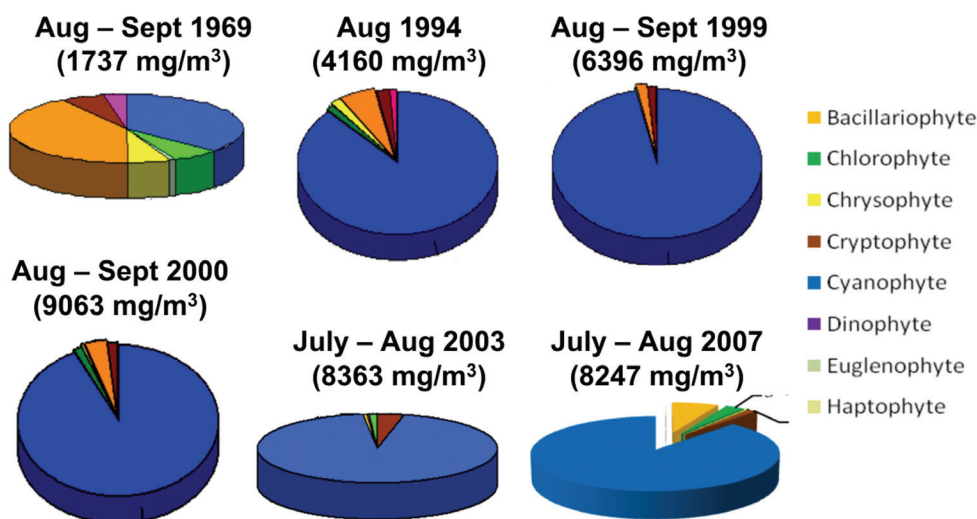 Aug – Sept 1969
(1737 mg/m³)
Aug 1994
(4160 mg/m³)
Aug – Sept 1999
(6396 mg/m³)
Bacillariophyte
Chlorophyte
Chrysophyte
Cryptophyte
Cyanophyte
Dinophyte
Euglenophyte
Haptophyte
Aug – Sept 2000
(9063 mg/m³)
July – Aug 2003
(8363 mg/m³)
July – Aug 2007
(8247 mg/m³)